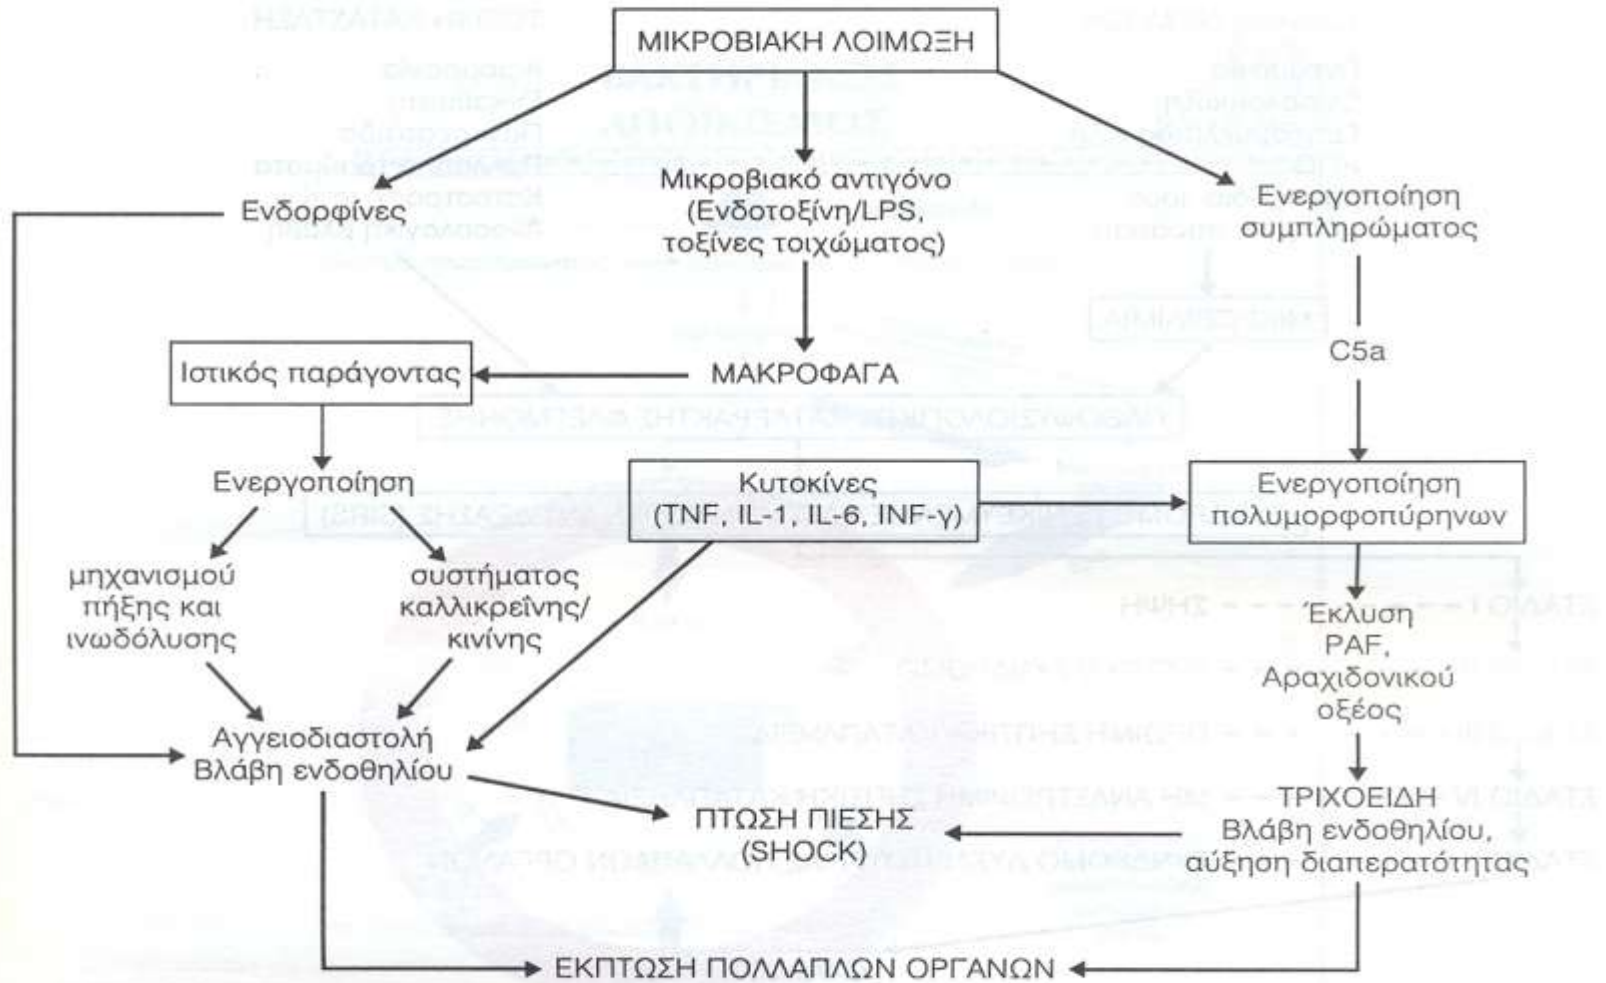 ΜΙΚΡΟΒΙΑΚΗ ΛΟΙΜΩΞΗ
Ενδορφίνες
Μικροβιακό αντιγόνο
(Ενδοτοξίνη/LPS,
τοξίνες τοιχώματος)
Ενεργοποίηση
συμπληρώματος
Ιστικός παράγοντας
ΜΑΚΡΟΦΑΓΑ
C5a
Ενεργοποίηση
Κυτοκίνες
(TNF, IL-1, IL-6, INF-γ)
Ενεργοποίηση
πολυμορφοπύρηνων
μηχανισμού
πήξης και
ινωδόλυσης
συστήματος
καλλικρεΐνης/
κινίνης
Έκλυση
PAF,
Αραχιδονικού
οξέος
Αγγειοδιαστολή
Βλάβη ενδοθηλίου
ΠΤΩΣΗ ΠΙΕΣΗΣ
(SHOCK)
ΤΡΙΧΟΕΙΔΗ
Βλάβη ενδοθηλίου,
αύξηση διαπερατότητας
ΕΚΠΤΩΣΗ ΠΟΛΛΑΠΛΩΝ ΟΡΓΑΝΩΝ